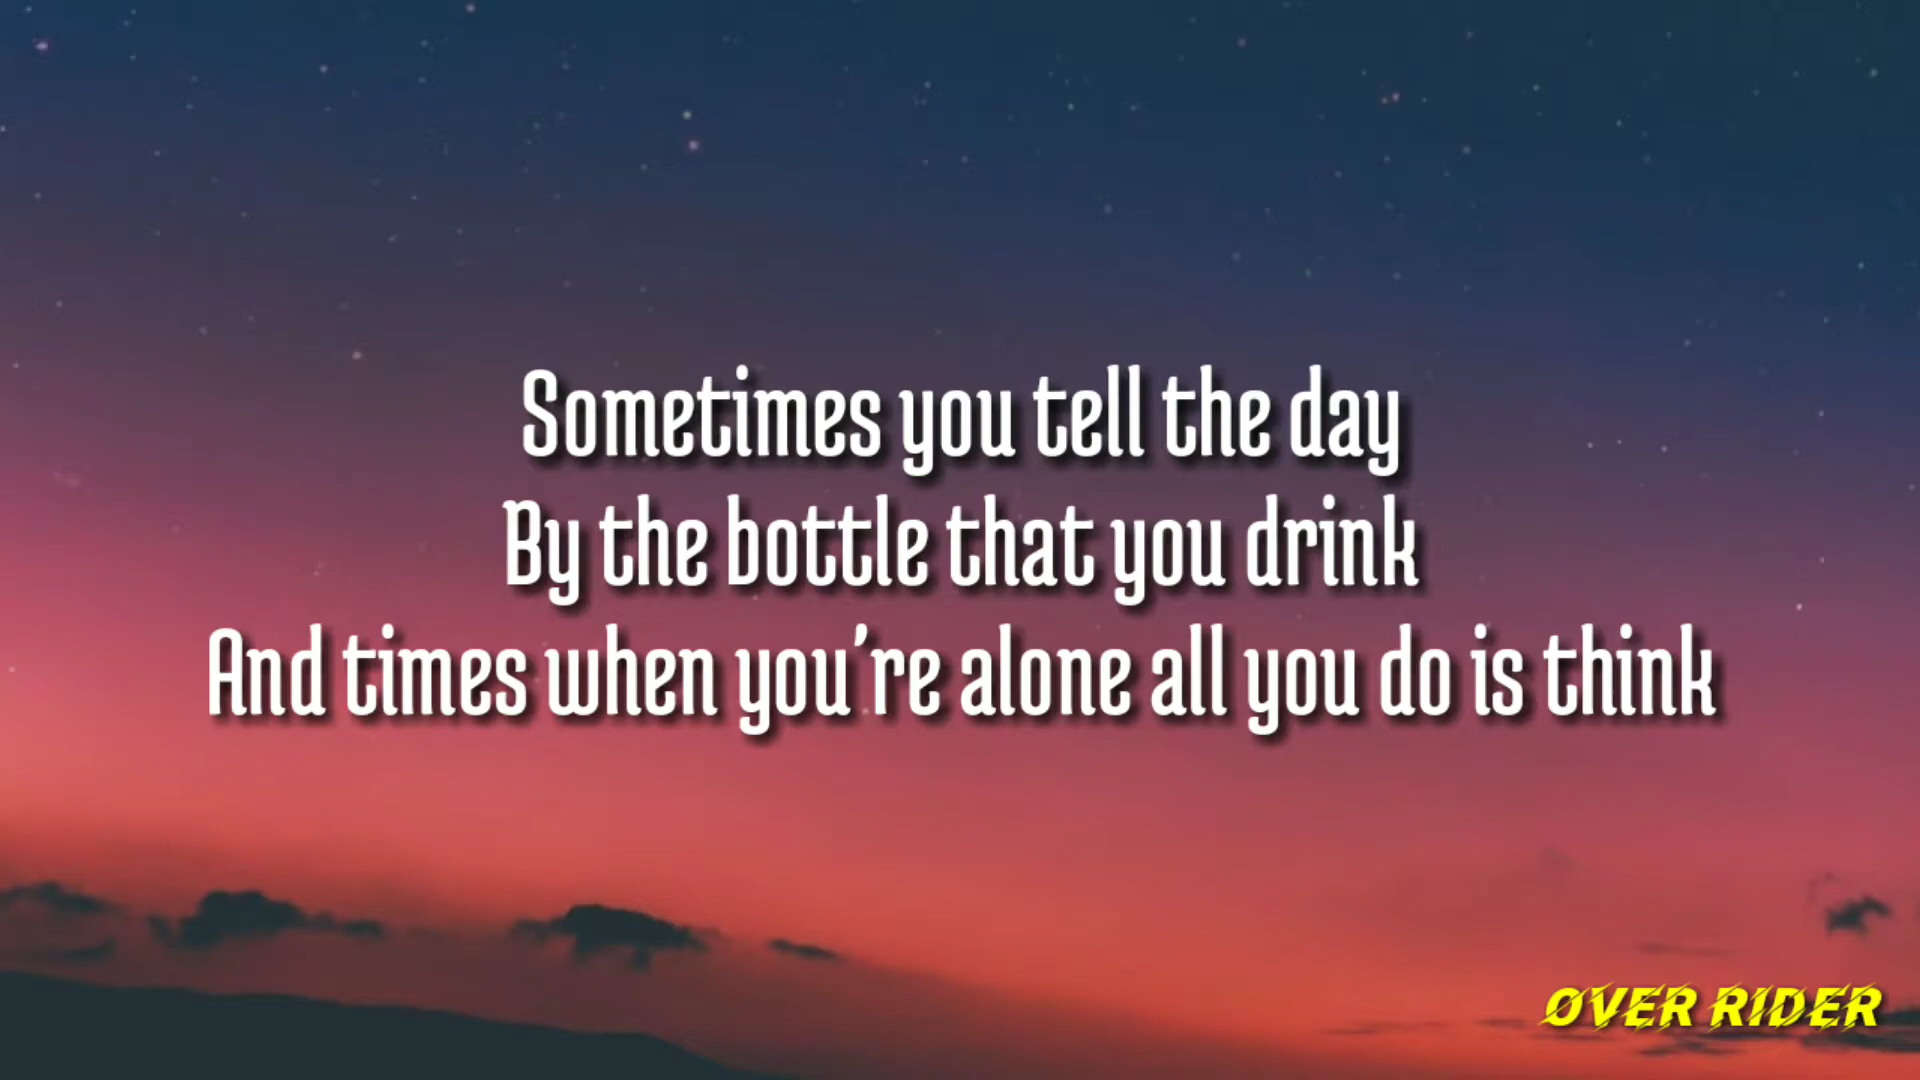 Sometimes you tell the day
By the bottle that you drink
And times when you're alone all you do is think
OVER RIDER